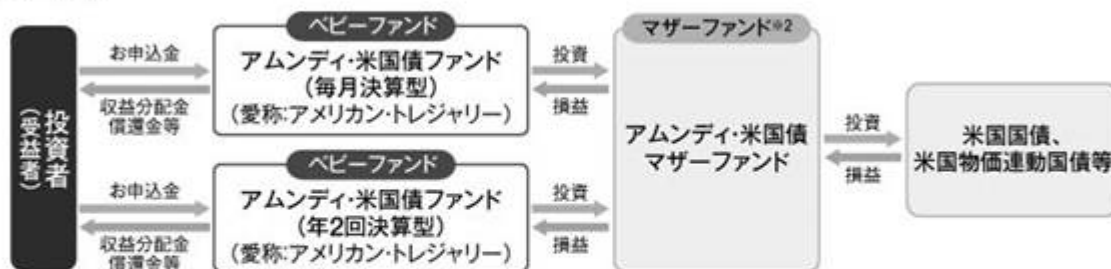 投資者
（受益者）
お申込金
収益分配金
償還金等
ベビーファンド
アムンディ・米国債ファンド
（毎月決算型）
（愛称：アメリカン・トレジャリー）
投資
損益
お申込金
収益分配金
償還金等
ベビーファンド
アムンディ・米国債ファンド
（年2回決算型）
（愛称：アメリカン・トレジャリー）
投資
損益
マザーファンド※2
アムンディ・米国債
マザーファンド
投資
損益
米国国債、
米国物価連動国債等